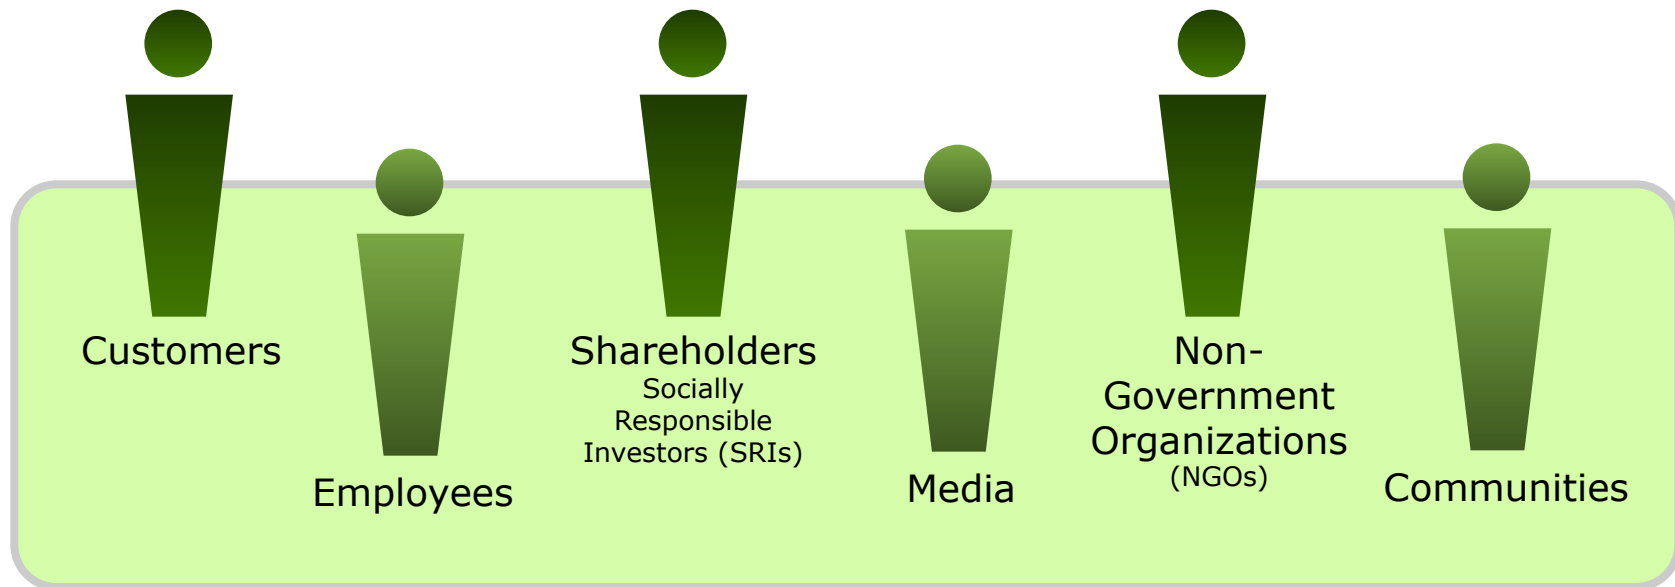 Customers
Employees
Shareholders
Socially
Responsible
Investors (SRIs)
Media
Non-
Government
Organizations
(NGOs)
Communities